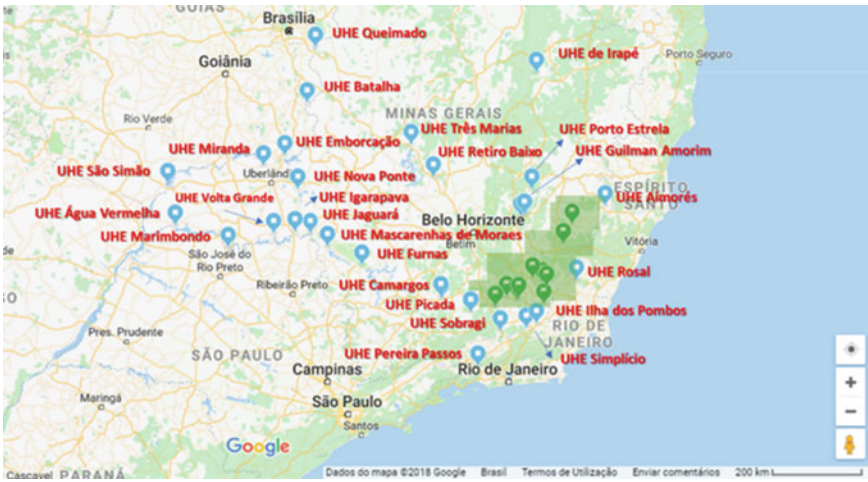 GOIÁS
Brasília
UHE Queimado
Goiânia
UHE de Irapé
Porto Seguro
UHE Batalha
MINAS GERAIS
Rio Verde
UHE Três Marias
UHE Porto Estrela
UHE Emborcação
UHE Miranda
UHE Retiro Baixo
UHE Guilman Amorim
UHE São Simão
Uberlând
UHE Nova Ponte
ESPÍRITO
SANTO
UHE Aimorés
UHE Volta Grande
UHE Igarapava
UHE Água Vermelha
UHE Jaguará
Belo Horizonte
UHE Marimbondo
UHE Mascarenhas de Moraes
Betim
Vitória
São José do
Rio Preto
UHE Furnas
UHE Rosal
Ribeirão Preto
UHE Camargos
UHE Picada
UHE Ilha dos Pombos
UHE Sobragi
RIO DE
JANEIRO
Pres. Prudente
SÃO PAULO
UHE Pereira Passos
UHE Simplício
Campinas
Rio de Janeiro
Maringá
São Paulo
Santos
Google
Cascavel
PARANÁ
Dados do mapa ©2018 Google
Brasil
Termos de Utilização
Enviar comentários
200 km